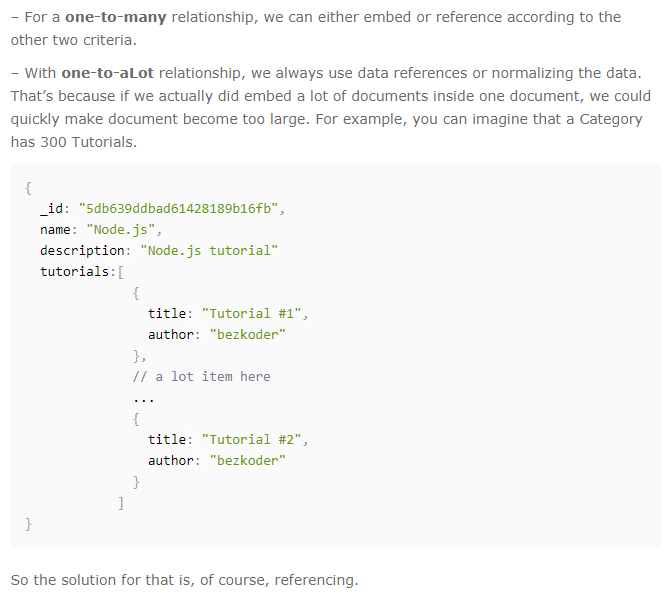 – For a one-to-many relationship, we can either embed or reference according to the
other two criteria.
– With one-to-aLot relationship, we always use data references or normalizing the data.
That’s because if we actually did embed a lot of documents inside one document, we could
quickly make document become too large. For example, you can imagine that a Category
has 300 Tutorials.
{
_id: "5db639ddbad61428189b16fb",
name: "Node.js",
description: "Node.js tutorial"
tutorials:[
{
title: "Tutorial #1",
author: "bezkoder"
},
// a lot item here
...
{
title: "Tutorial #2",
author: "bezkoder"
}
]
}
So the solution for that is, of course, referencing.